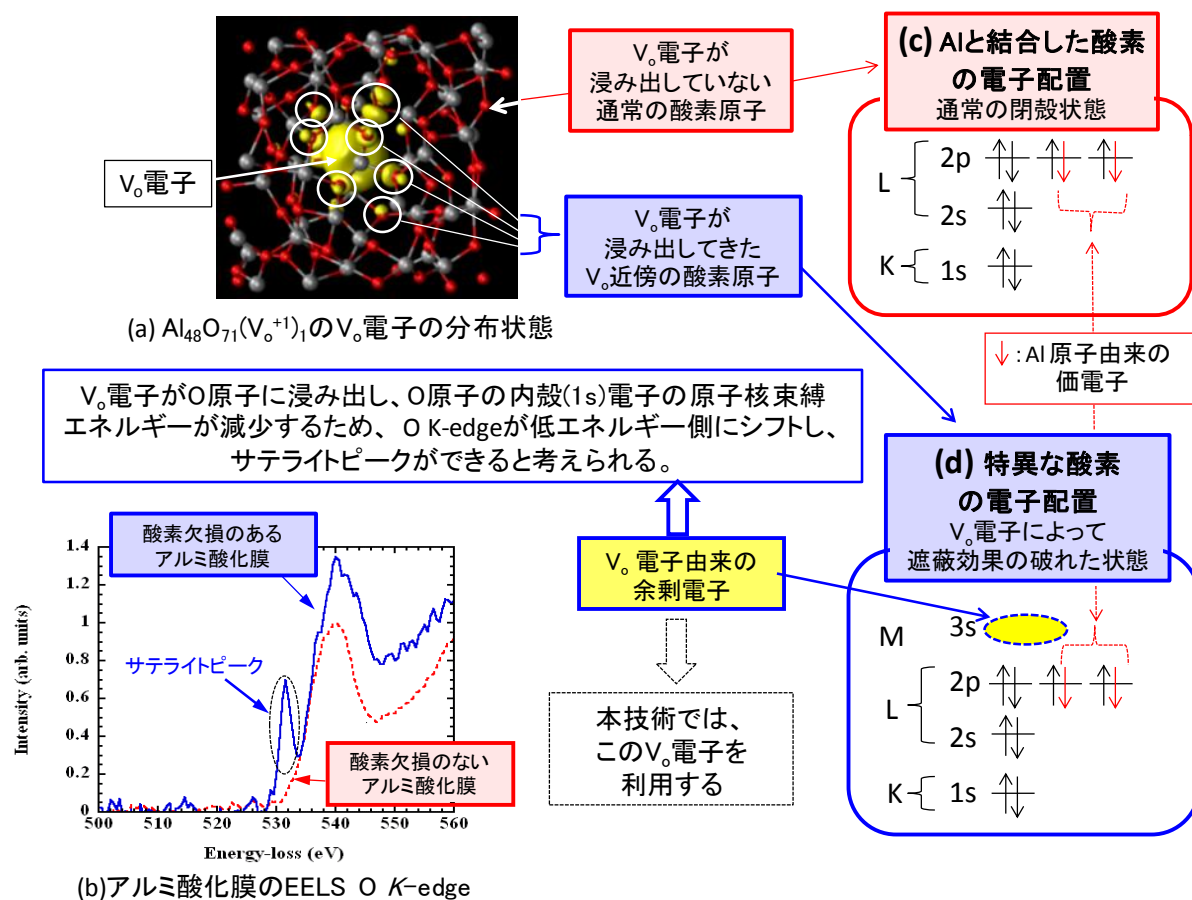 Vo電子が
浸み出していない
通常の酸素原子
(c) Alと結合した酸素
の電子配置
通常の閉殻状態
L
2p
2s
K
1s
Vo電子
Vo電子が
浸み出してきた
Vo近傍の酸素原子
(a) Al48O71(Vo+1)1のVo電子の分布状態
↓:Al原子由来の
価電子
Vo電子がO原子に浸み出し、O原子の内殻(1s)電子の原子核束縛
エネルギーが減少するため、 O K-edgeが低エネルギー側にシフトし、
サテライトピークができると考えられる。
(d) 特異な酸素
の電子配置
Vo電子によって
遮蔽効果の破れた状態
M
3s
L
2p
2s
K
1s
Vo電子由来の
余剰電子
本技術では、
このVo電子を
利用する
酸素欠損のある
アルミ酸化膜
サテライトピーク
酸素欠損のない
アルミ酸化膜
Intensity (arb. units)
1.4
1.2
1
0.8
0.6
0.4
0.2
0
500 510 520 530 540 550 560
Energy-loss (eV)
(b)アルミ酸化膜のEELS O K-edge